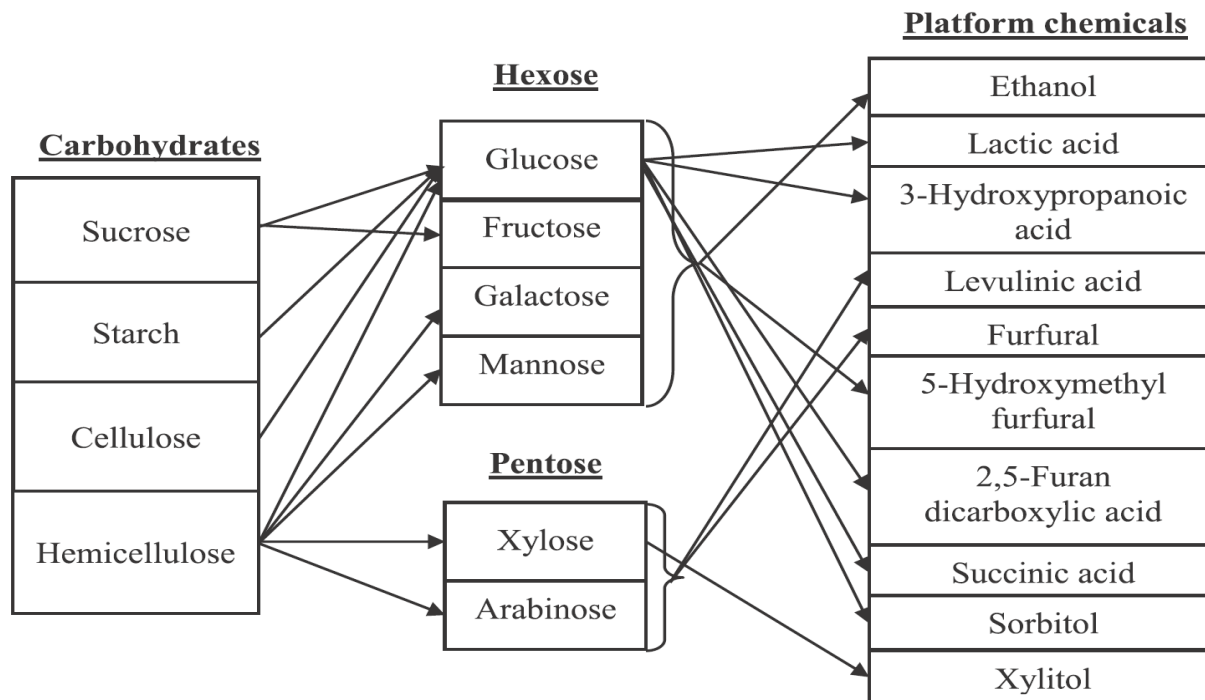 Platform chemicals
Hexose
Carbohydrates
Sucrose
Starch
Cellulose
Hemicellulose
Glucose
Fructose
Galactose
Mannose
Pentose
Xylose
Arabinose
Ethanol
Lactic acid
3-Hydroxypropanoic
acid
Levulinic acid
Furfural
5-Hydroxymethyl
furfural
2,5-Furan
dicarboxylic acid
Succinic acid
Sorbitol
Xylitol